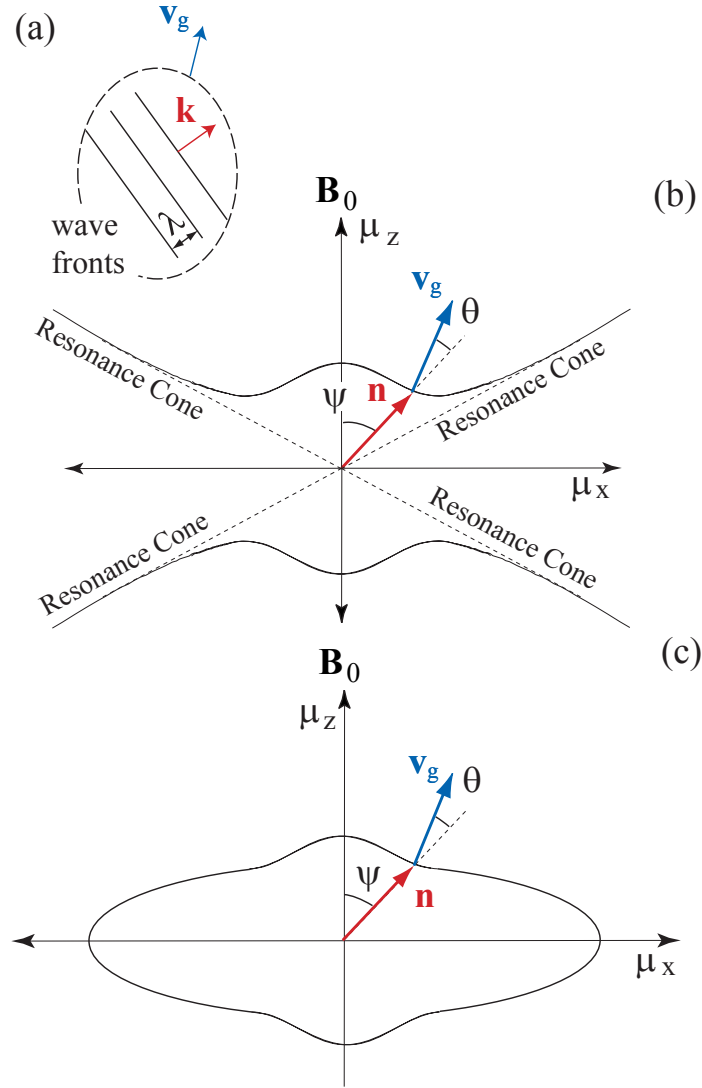 (a)
v_g
k
λ
wave
fronts
B_0
(b)
μ_z
v_g
θ
Resonance Cone
ψ
n
Resonance Cone
μ_x
Resonance Cone
Resonance Cone
(c)
B_0
μ_z
v_g
θ
ψ
n
μ_x